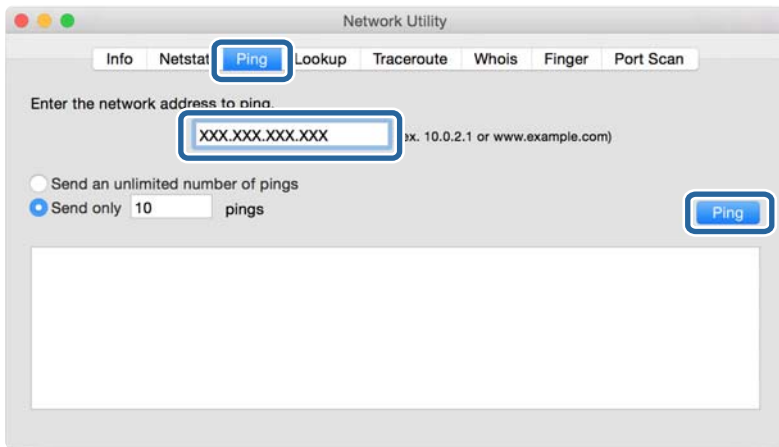 Network Utility
Info Netstat Ping Lookup Traceroute Whois Finger Port Scan
Enter the network address to ping.
XXX.XXX.XXX.XXX ex. 10.0.2.1 or www.example.com)
Send an unlimited number of pings
Send only 10 pings
Ping